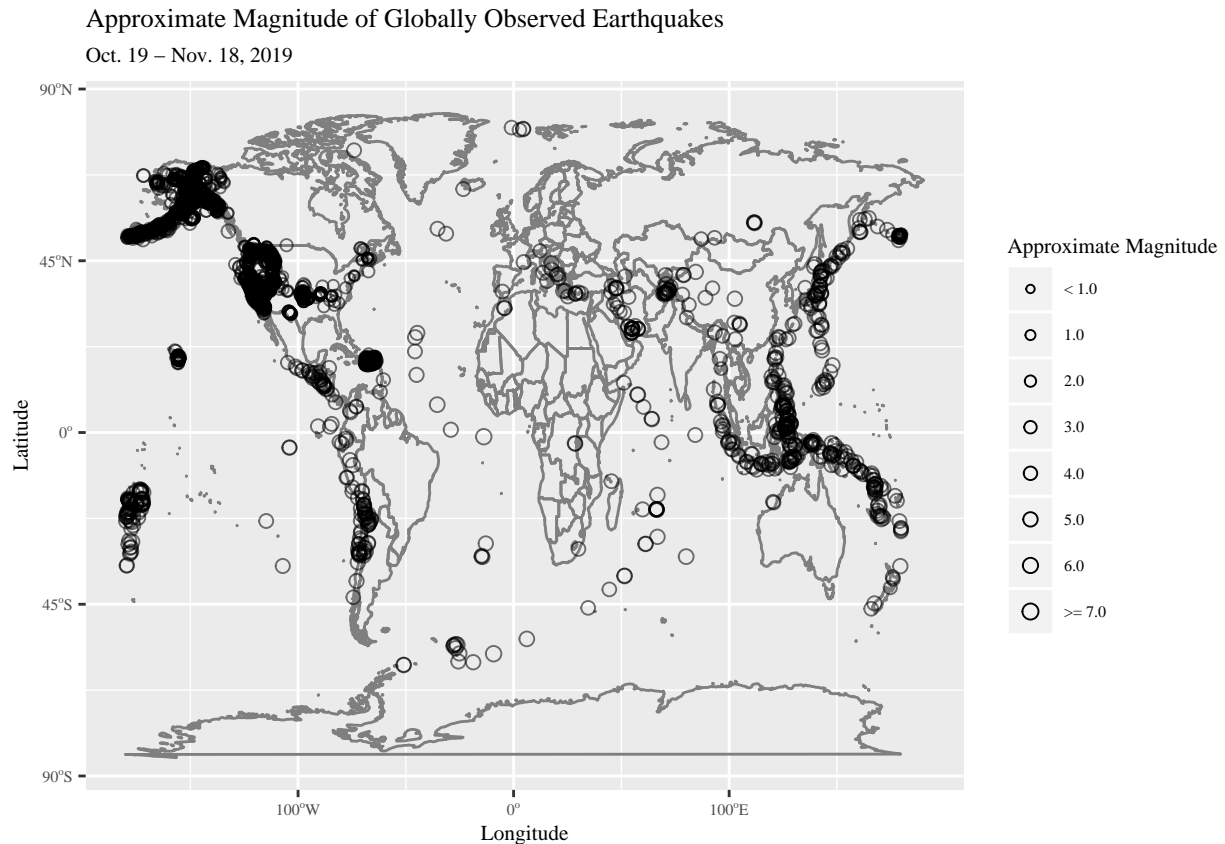 Approximate Magnitude of Globally Observed Earthquakes
Oct. 19 – Nov. 18, 2019
90°N
45°N
0°
45°S
90°S
Latitude
100°W
0°
100°E
Longitude
Approximate Magnitude
< 1.0
1.0
2.0
3.0
4.0
5.0
6.0
>= 7.0